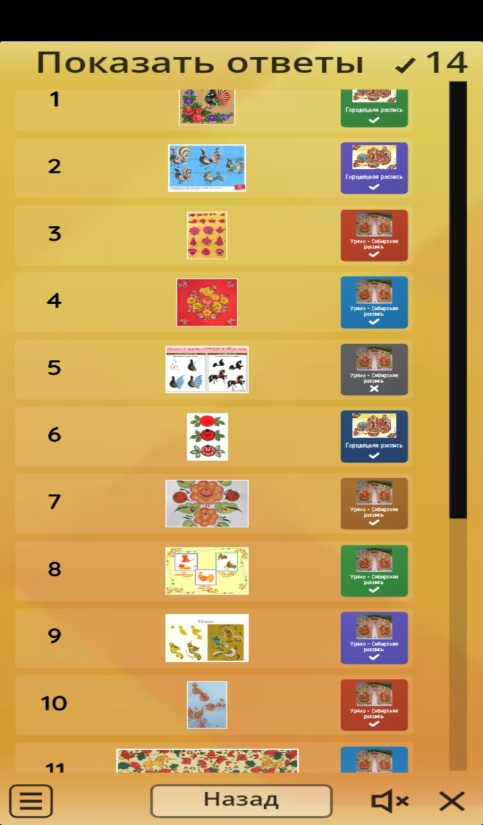 Показать ответы ✓ 14
1
Городецкая роспись
2
Городецкая роспись
3
Урало - Сибирская
роспись
4
Урало - Сибирская
роспись
5
Урало - Сибирская
роспись
6
Городецкая роспись
7
Урало - Сибирская
роспись
8
Урало - Сибирская
роспись
9
Урало - Сибирская
роспись
10
Урало - Сибирская
роспись
11
Назад